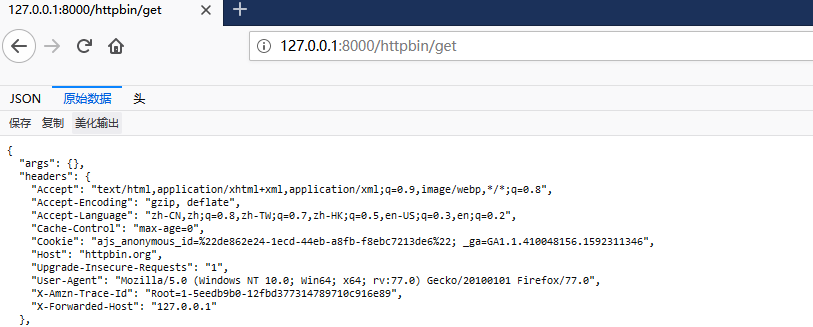 127.0.0.1:8000/httpbin/get
127.0.0.1:8000/httpbin/get
JSON 原始数据 头
保存 复制 美化输出
{
  "args": {},
  "headers": {
    "Accept": "text/html,application/xhtml+xml,application/xml;q=0.9,image/webp,*/*;q=0.8",
    "Accept-Encoding": "gzip, deflate",
    "Accept-Language": "zh-CN,zh;q=0.8,zh-TW;q=0.7,zh-HK;q=0.5,en-US;q=0.3,en;q=0.2",
    "Cache-Control": "max-age=0",
    "Cookie": "ajs_anonymous_id=%22de862e24-1ecd-44eb-a8fb-f8ebc7213de6%22; _ga=GA1.1.410048156.1592311346",
    "Host": "httpbin.org",
    "Upgrade-Insecure-Requests": "1",
    "User-Agent": "Mozilla/5.0 (Windows NT 10.0; Win64; x64; rv:77.0) Gecko/20100101 Firefox/77.0",
    "X-Amzn-Trace-Id": "Root=1-5eedb9b0-12fbd377314789710c916e89",
    "X-Forwarded-Host": "127.0.0.1"
  },